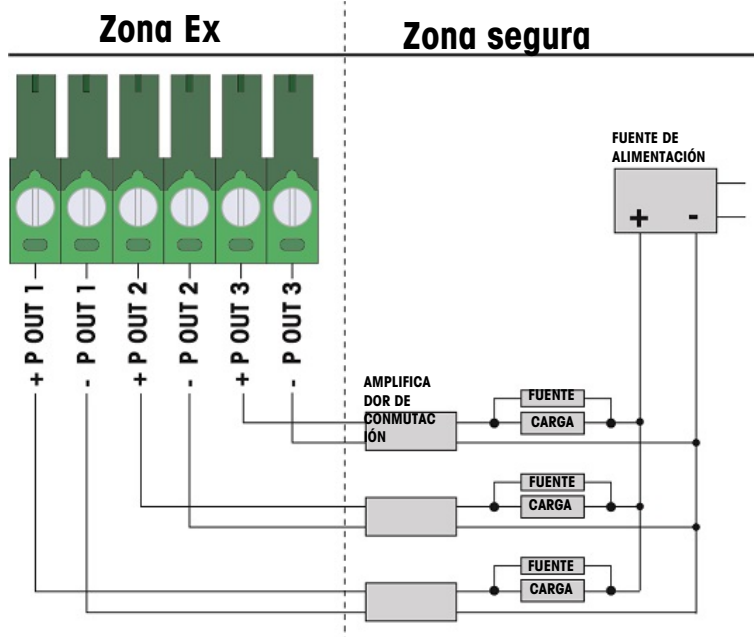 Zona Ex
Zona segura
FUENTE DE
ALIMENTACIÓN
+ -
+ P OUT 1
- P OUT 1
+ P OUT 2
- P OUT 2
+ P OUT 3
- P OUT 3
AMPLIFICA
DOR DE
CONMUTAC
IÓN
FUENTE
CARGA
FUENTE
CARGA
FUENTE
CARGA